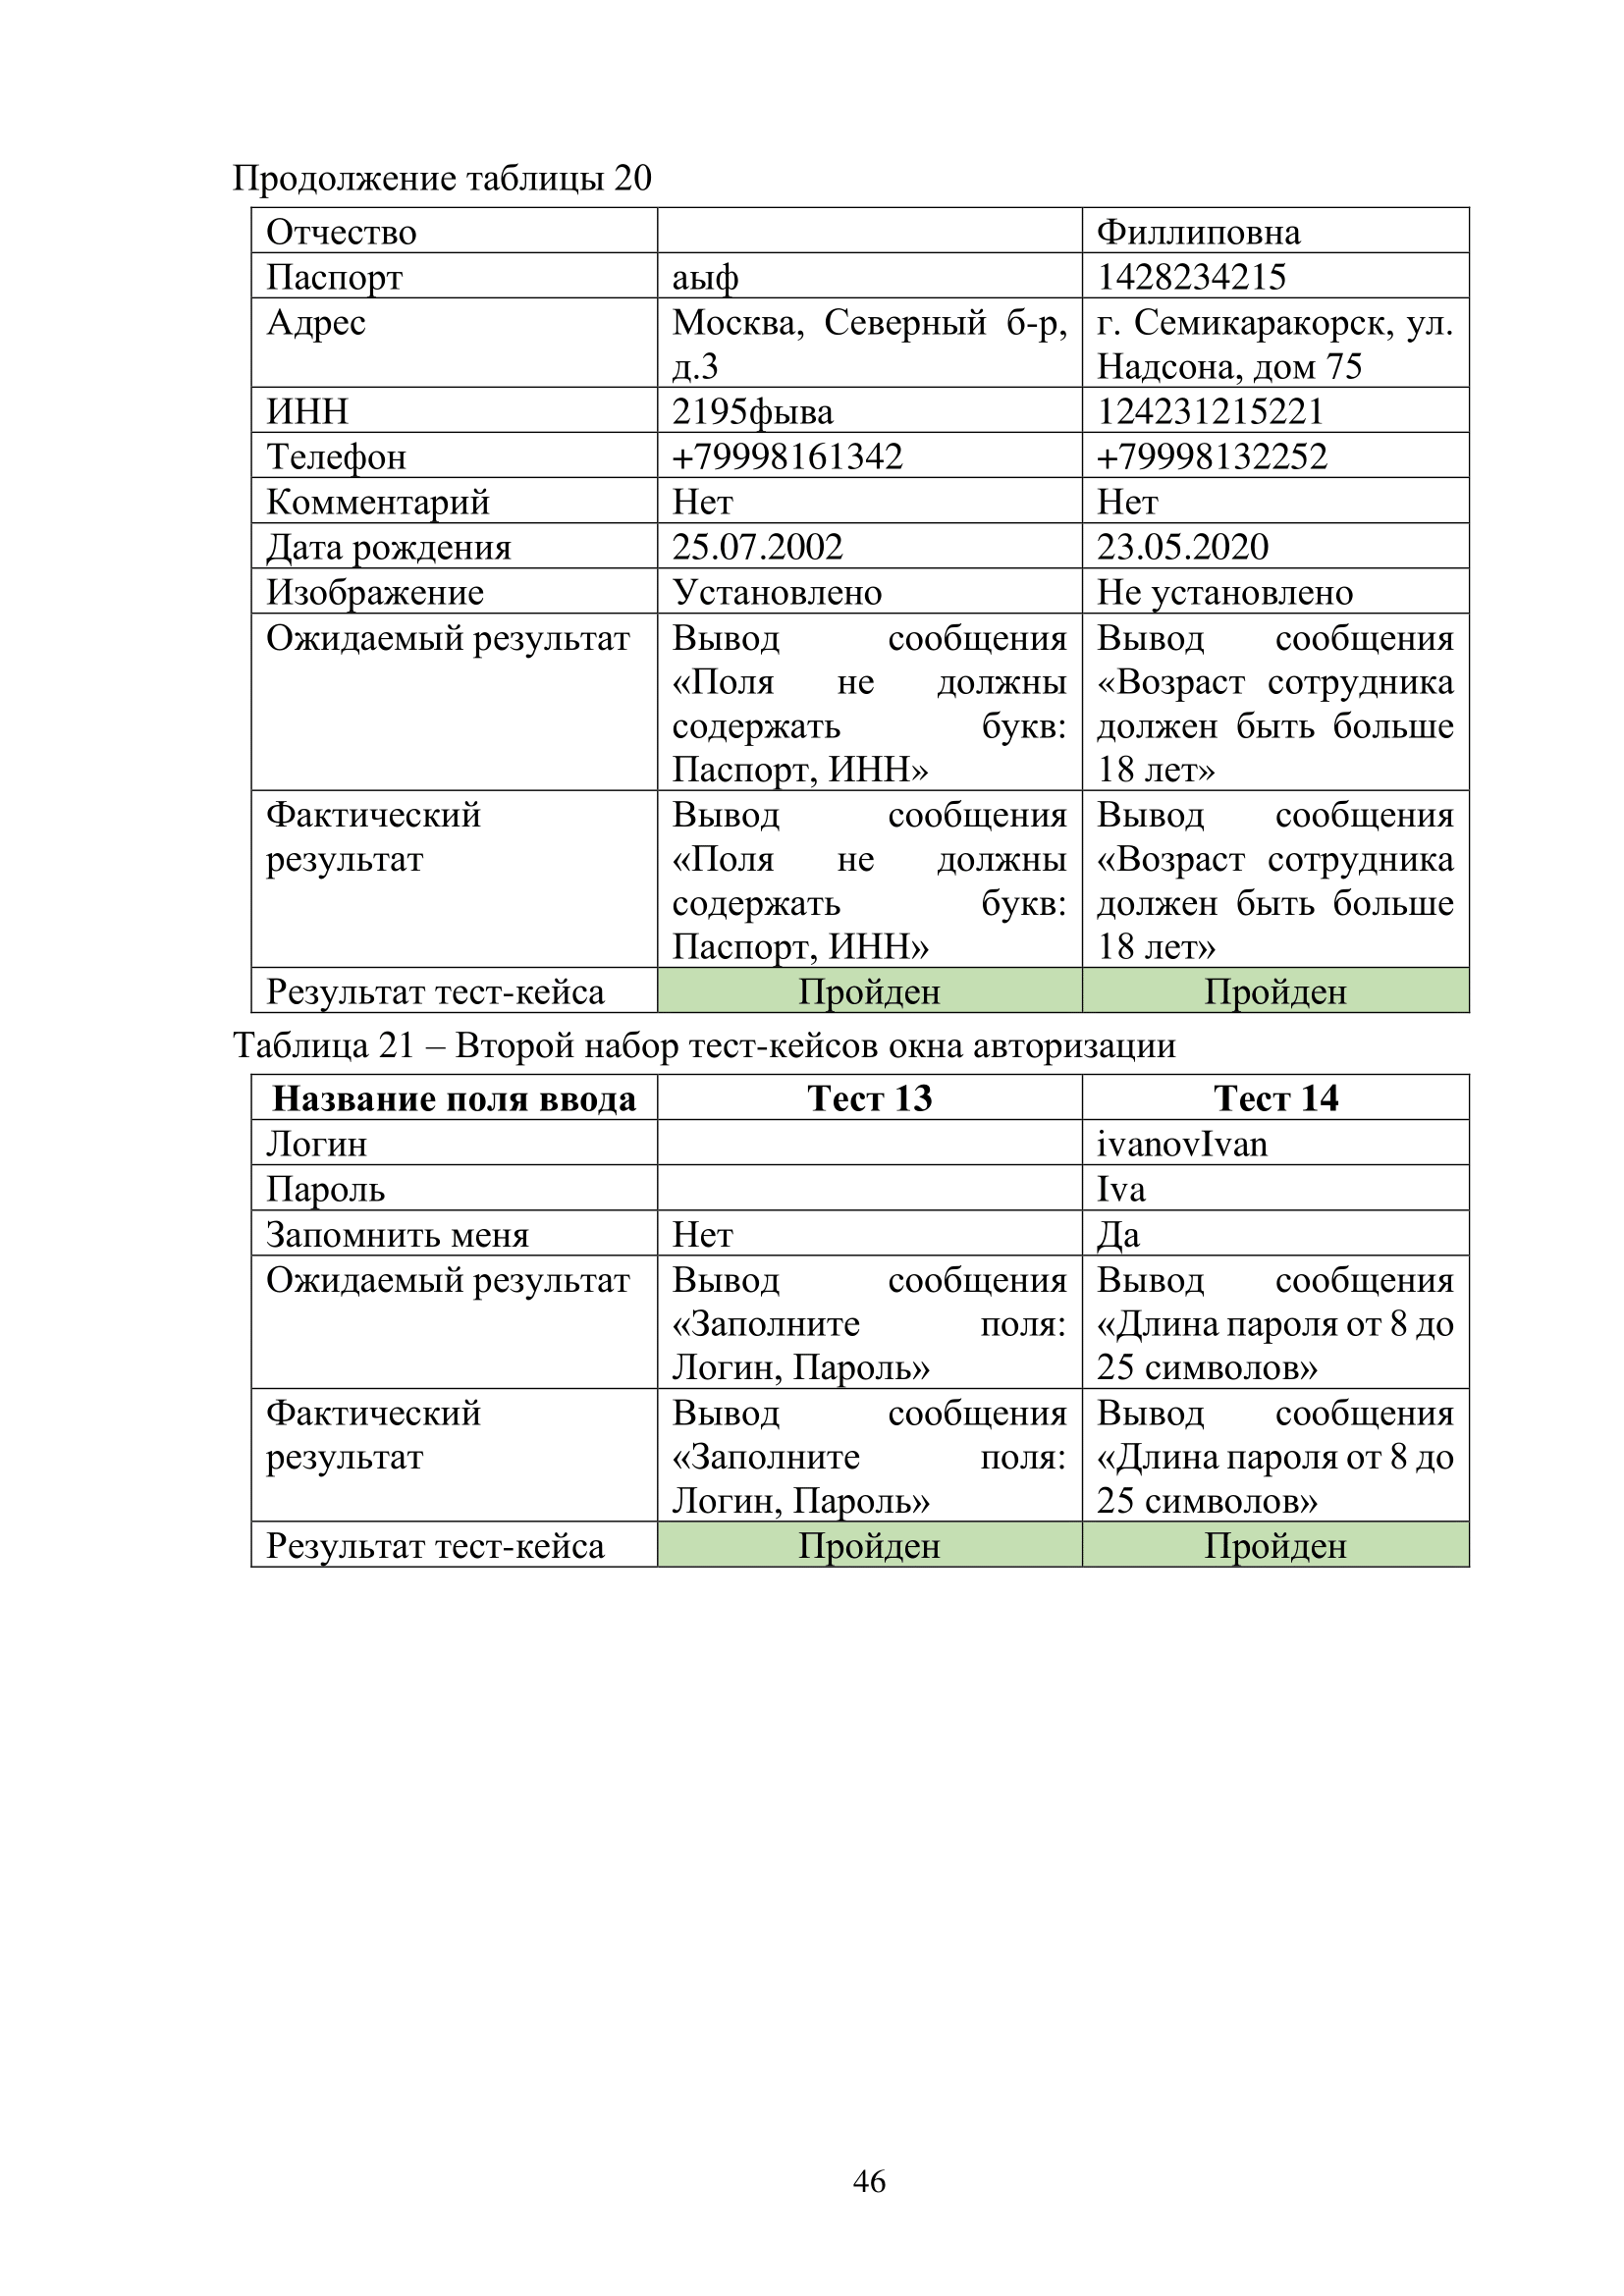 Продолжение таблицы 20
Отчество Филлиповна
Паспорт аыф 1428234215
Адрес Москва, Северный б-р, г. Семикаракорск, ул.
д.3 Надсона, дом 75
ИНН 2195фыва 124231215221
Телефон +79998161342 +79998132252
Комментарий Нет Нет
Дата рождения 25.07.2002 23.05.2020
Изображение Установлено Не установлено
Ожидаемый результат Вывод сообщения Вывод сообщения
«Поля не должны «Возраст сотрудника
содержать букв: должен быть больше
Паспорт, ИНН» 18 лет»
Фактический Вывод сообщения Вывод сообщения
результат «Поля не должны «Возраст сотрудника
содержать букв: должен быть больше
Паспорт, ИНН» 18 лет»
Результат тест-кейса Пройден Пройден
Таблица 21 – Второй набор тест-кейсов окна авторизации
Название поля ввода Тест 13 Тест 14
Логин ivanovIvan
Пароль Iva
Запомнить меня Нет Да
Ожидаемый результат Вывод сообщения Вывод сообщения
«Заполните поля: «Длина пароля от 8 до
Логин, Пароль» 25 символов»
Фактический Вывод сообщения Вывод сообщения
результат «Заполните поля: «Длина пароля от 8 до
Логин, Пароль» 25 символов»
Результат тест-кейса Пройден Пройден
46